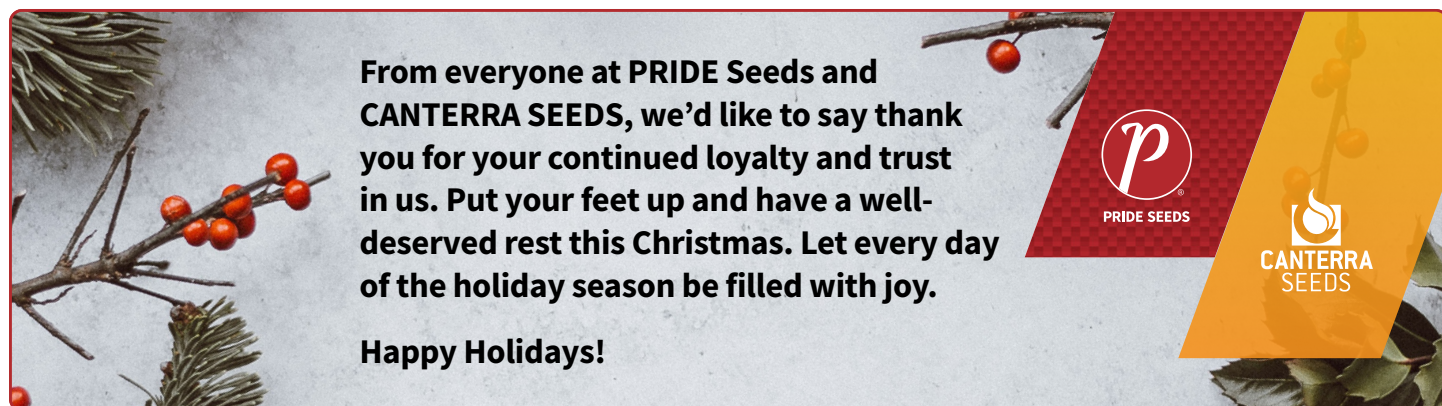 From everyone at PRIDE Seeds and
CANTERRA SEEDS, we’d like to say thank
you for your continued loyalty and trust
in us. Put your feet up and have a well-
deserved rest this Christmas. Let every day
of the holiday season be filled with joy.
Happy Holidays!
P
®
PRIDE SEEDS
CANTERRA
SEEDS